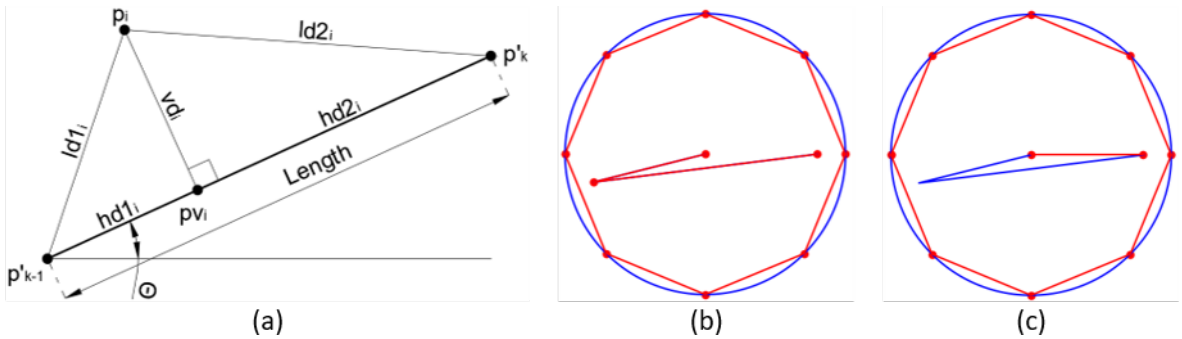 pᵢ
ld2ᵢ
p'ₖ
ld1ᵢ
vdᵢ
hd2ᵢ
Length
hd1ᵢ
pvᵢ
p'ₖ₋₁
Θ
(a)
(b)
(c)